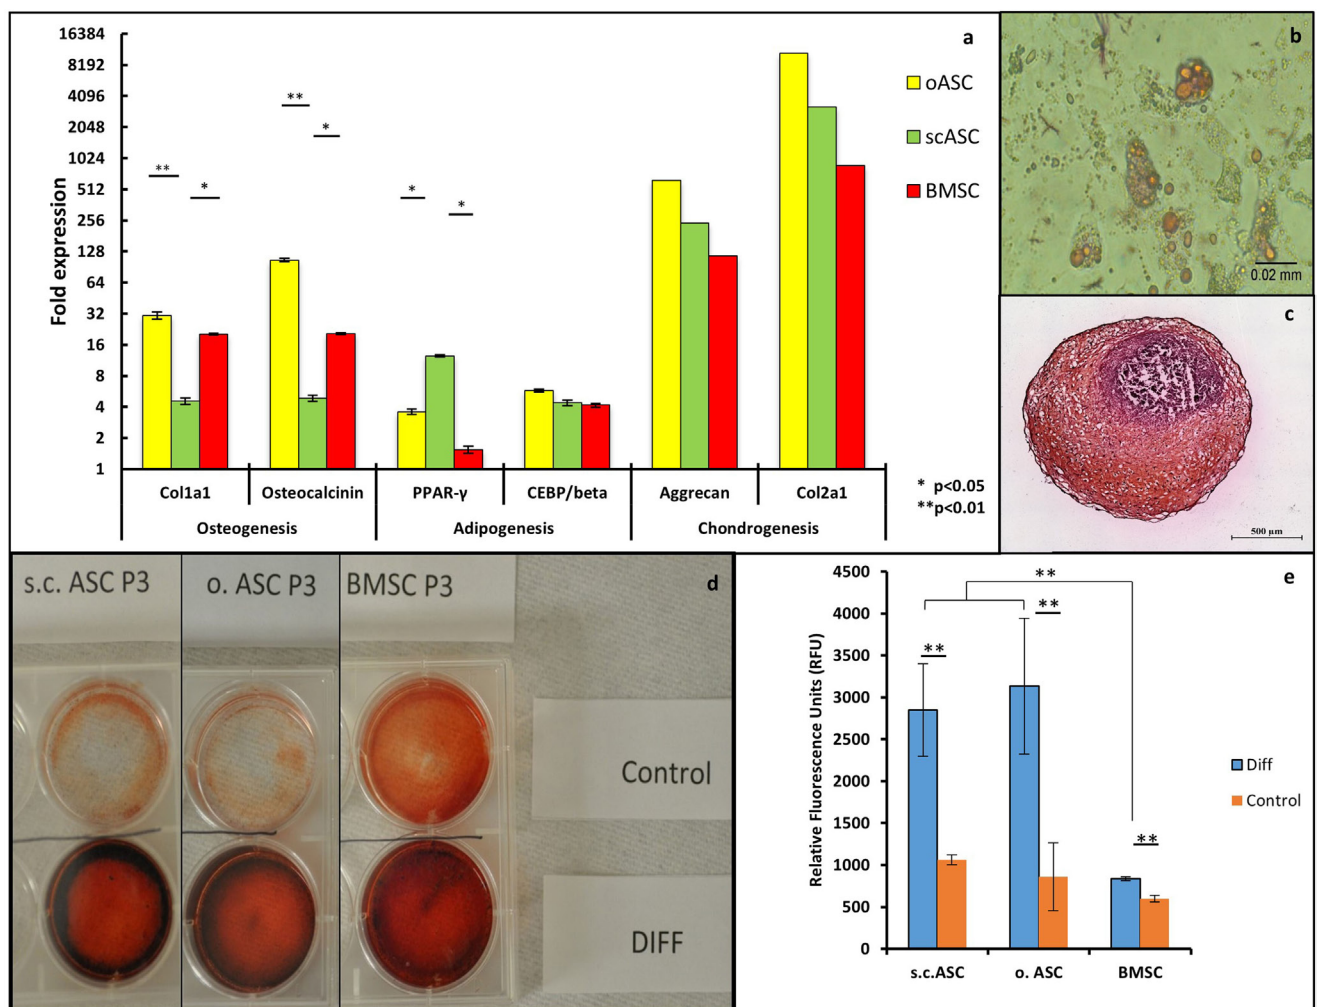 a
16384
8192
4096
2048
1024
512
256
128
64
32
16
8
4
2
1
Fold expression
** * ** * * *
oASC
scASC
BMSC
Col1a1 Osteocalcinin PPAR-γ CEBP/beta Aggrecan Col2a1
Osteogenesis Adipogenesis Chondrogenesis
* p<0.05
**p<0.01
b
0.02 mm
c
500 µm
d
s.c. ASC P3 o. ASC P3 BMSC P3
Control
DIFF
e
4500
4000
3500
3000
2500
2000
1500
1000
500
0
Relative Fluorescence Units (RFU)
**
**
**
**
Diff
Control
s.c.ASC o. ASC BMSC